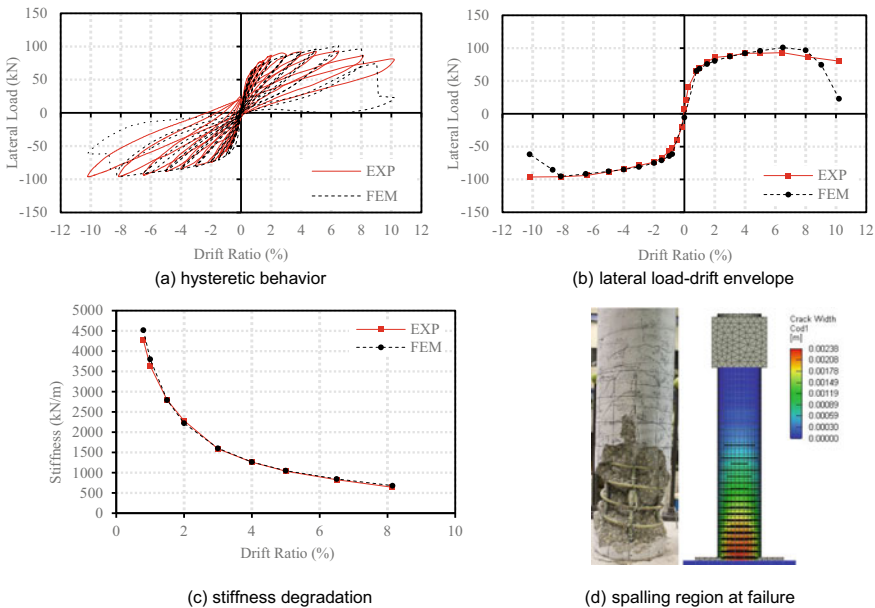 150
100
50
0
-50
-100
-150
-12 -10 -8 -6 -4 -2 0 2 4 6 8 10 12
Lateral Load (kN)
Drift Ratio (%)
EXP
FEM
(a) hysteretic behavior
150
100
50
0
-50
-100
-150
-12 -10 -8 -6 -4 -2 0 2 4 6 8 10 12
Lateral Load (kN)
Drift Ratio (%)
EXP
FEM
(b) lateral load-drift envelope
5000
4500
4000
3500
3000
2500
2000
1500
1000
500
0
0 2 4 6 8 10
Stiffness (kN/m)
Drift Ratio (%)
EXP
FEM
(c) stiffness degradation
Crack Width
Cod1
[m]
0.00238
0.00208
0.00178
0.00149
0.00119
0.00089
0.00059
0.00030
0.00000
(d) spalling region at failure